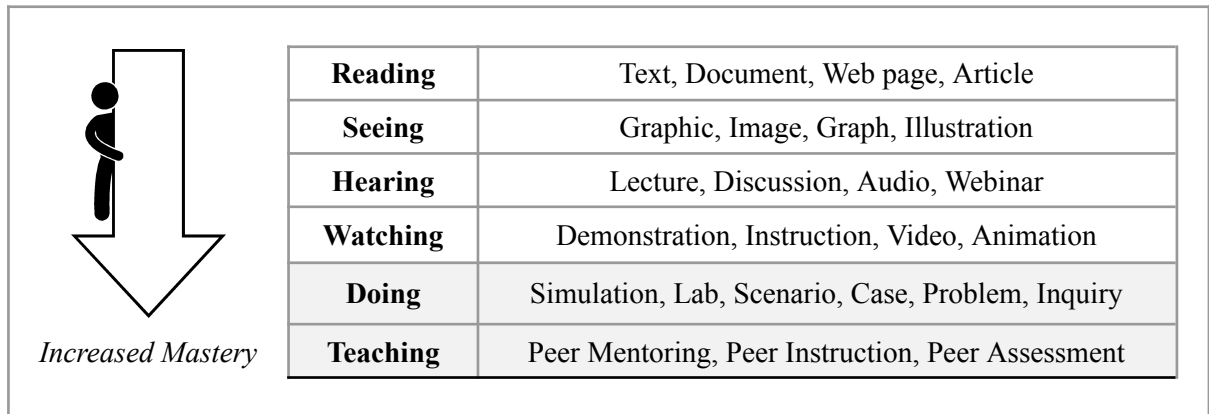 Reading Text, Document, Web page, Article
Seeing Graphic, Image, Graph, Illustration
Hearing Lecture, Discussion, Audio, Webinar
Watching Demonstration, Instruction, Video, Animation
Doing Simulation, Lab, Scenario, Case, Problem, Inquiry
Teaching Peer Mentoring, Peer Instruction, Peer Assessment
Increased Mastery